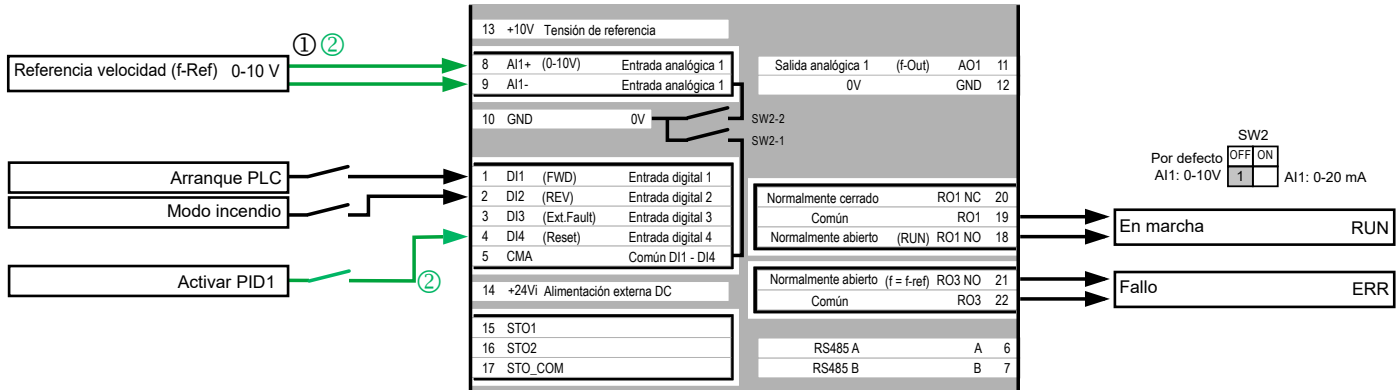 ① ②
Referencia velocidad (f-Ref) 0-10 V
Arranque PLC
Modo incendio
Activar PID1
②
13 +10V Tensión de referencia
8 AI1+ (0-10V) Entrada analógica 1
9 AI1- Entrada analógica 1
10 GND 0V
SW2-2
SW2-1
1 DI1 (FWD) Entrada digital 1
2 DI2 (REV) Entrada digital 2
3 DI3 (Ext.Fault) Entrada digital 3
4 DI4 (Reset) Entrada digital 4
5 CMA Común DI1 - DI4
14 +24Vi Alimentación externa DC
15 STO1
16 STO2
17 STO_COM
Salida analógica 1 (f-Out) AO1 11
0V GND 12
Normalmente cerrado RO1 NC 20
Común RO1 19
Normalmente abierto (RUN) RO1 NO 18
Normalmente abierto (f = f-ref) RO3 NO 21
Común RO3 22
RS485 A A 6
RS485 B B 7
SW2
Por defecto OFF ON
AI1: 0-10V 1 AI1: 0-20 mA
En marcha RUN
Fallo ERR